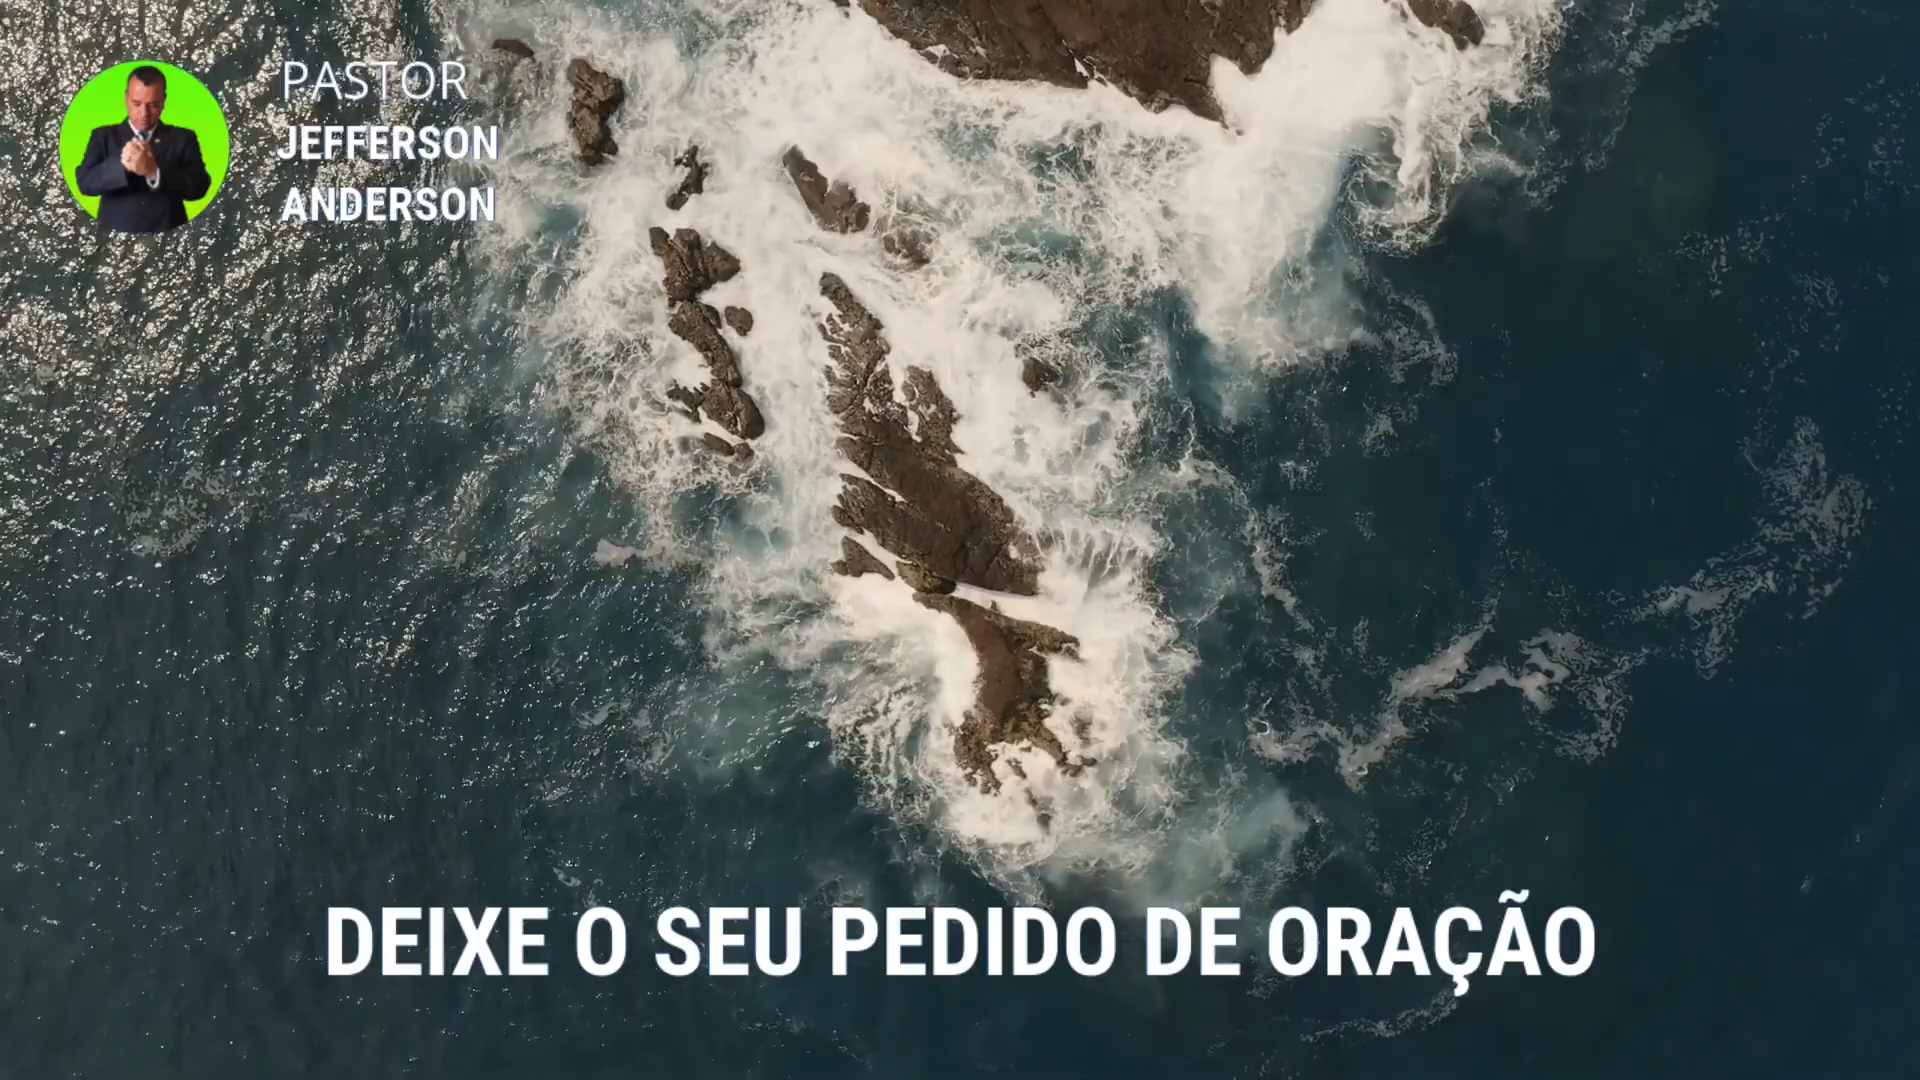 PASTOR
JEFFERSON
ANDERSON
DEIXE O SEU PEDIDO DE ORAÇÃO